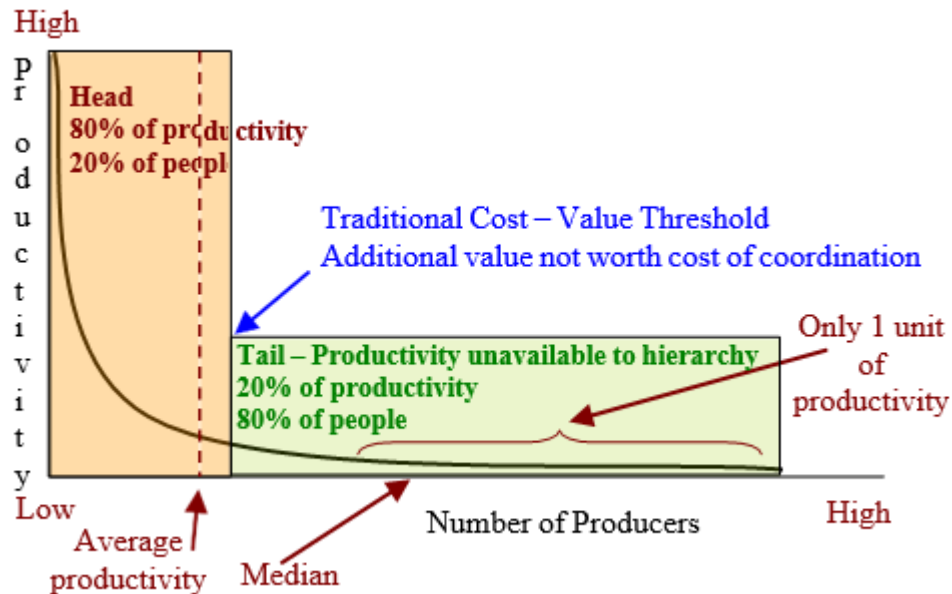 High
Productivity
Head
80% of productivity
20% of people
Traditional Cost – Value Threshold
Additional value not worth cost of coordination
Only 1 unit
of
productivity
Tail – Productivity unavailable to hierarchy
20% of productivity
80% of people
Low
Number of Producers
High
Average
productivity
Median